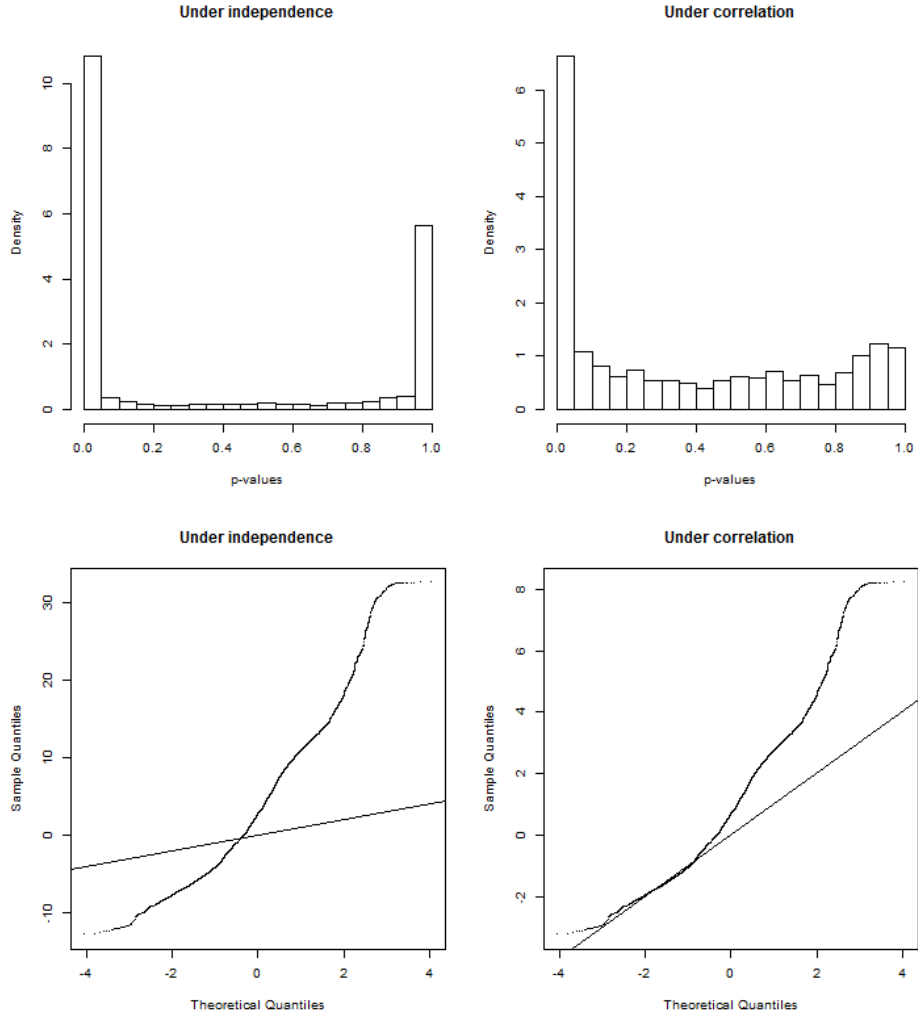 Under independence
Under correlation
10
8
6
4
2
0
Density
0.0 0.2 0.4 0.6 0.8 1.0
p-values
6
5
4
3
2
1
0
Density
0.0 0.2 0.4 0.6 0.8 1.0
p-values
Under independence
Under correlation
30
20
10
0
-10
Sample Quantiles
-4 -2 0 2 4
Theoretical Quantiles
8
6
4
2
0
-2
Sample Quantiles
-4 -2 0 2 4
Theoretical Quantiles